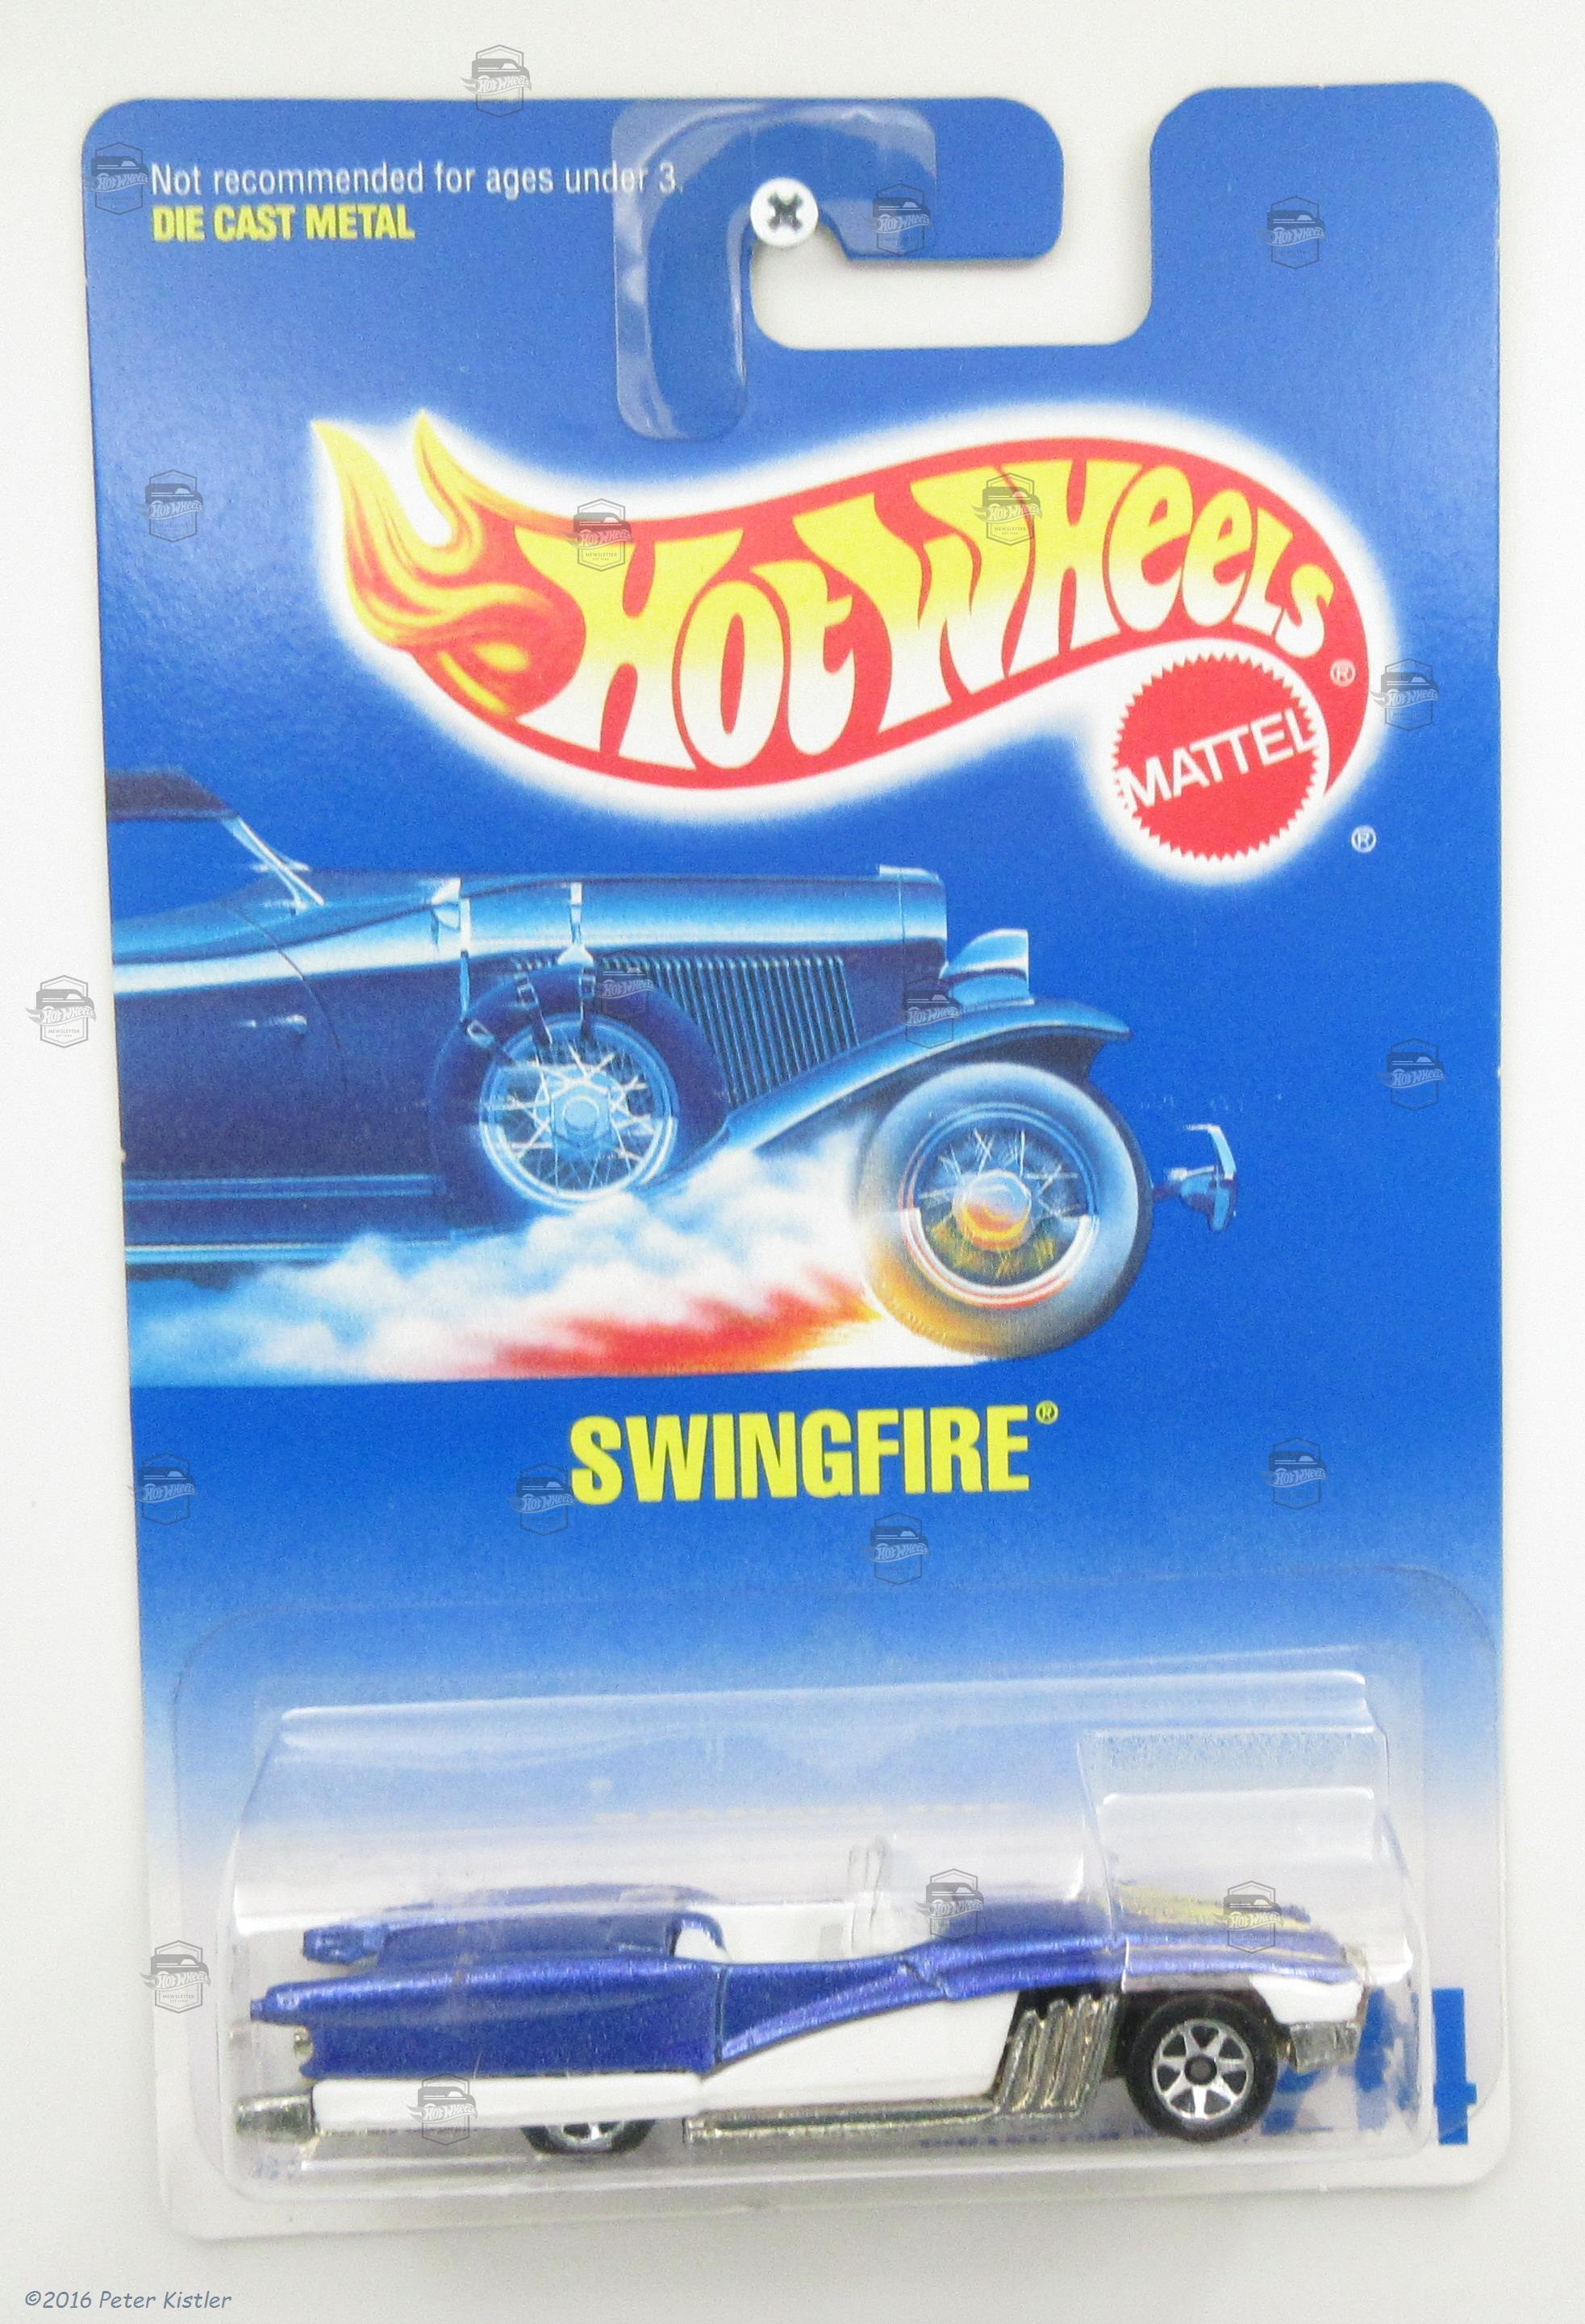 Not recommended for ages under 3.
DIE CAST METAL
HOT WHEELS®
MATTEL
®
SWINGFIRE®
©2016 Peter Kistler